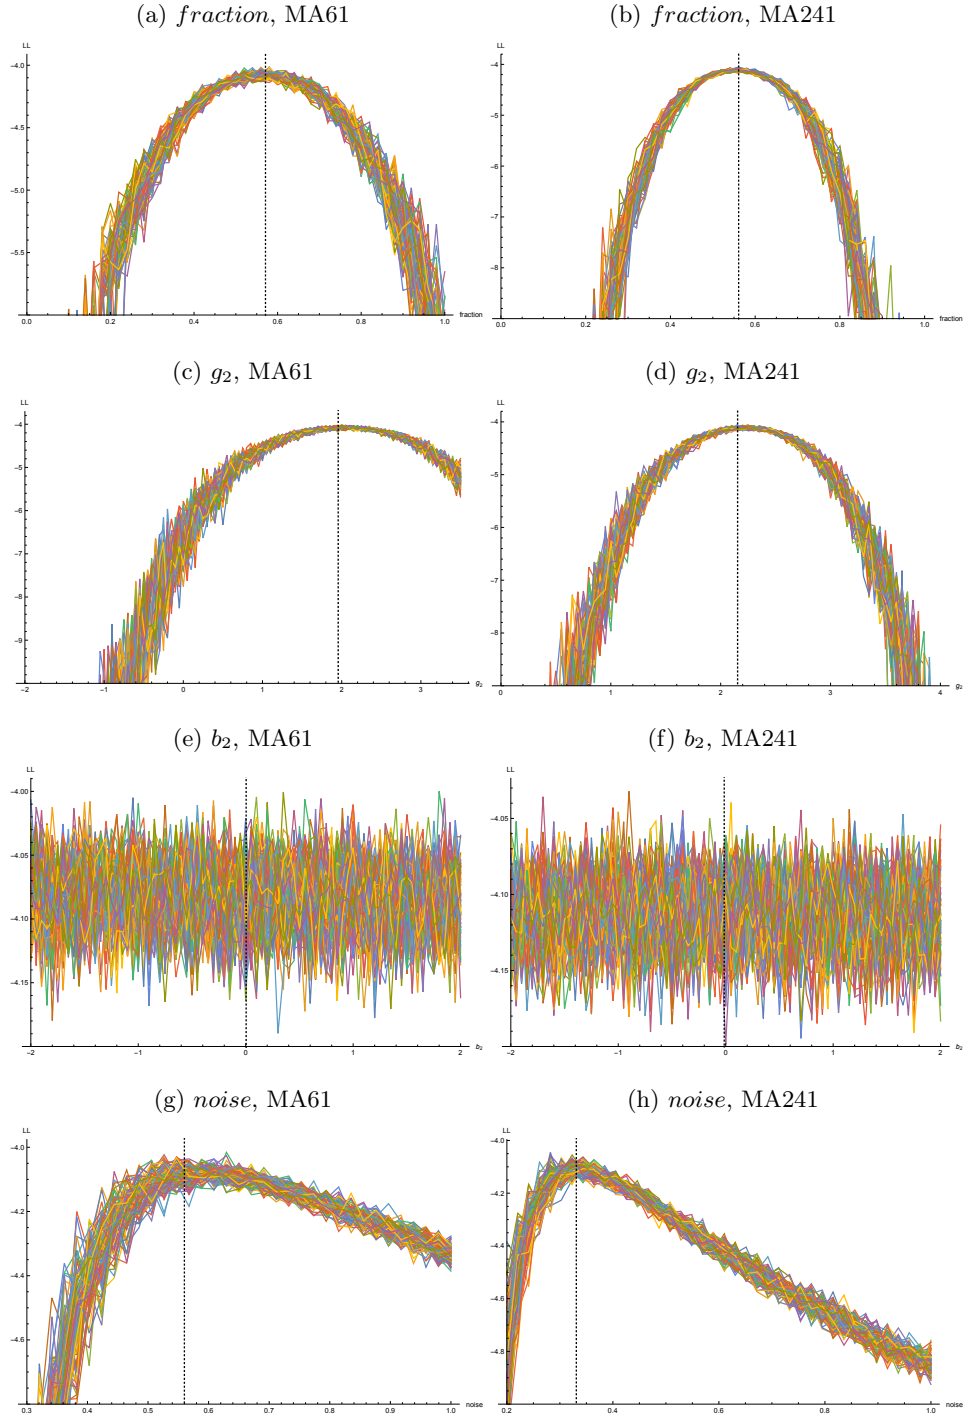 (a) fraction, MA61
(b) fraction, MA241
LL
-4.0
-4.5
-5.0
-5.5
0.0 0.2 0.4 0.6 0.8 1.0
fraction
LL
-4
-5
-6
-7
-8
0.0 0.2 0.4 0.6 0.8 1.0
fraction
(c) g₂, MA61
(d) g₂, MA241
LL
-4
-5
-6
-7
-8
-9
-2 -1 0 1 2 3
g₂
LL
-4
-5
-6
-7
-8
0 1 2 3 4
g₂
(e) b₂, MA61
(f) b₂, MA241
LL
-4.00
-4.05
-4.10
-4.15
-2 -1 0 1 2
b₂
LL
-4.05
-4.10
-4.15
-2 -1 0 1 2
b₂
(g) noise, MA61
(h) noise, MA241
LL
-4.0
-4.2
-4.4
-4.6
0.3 0.4 0.5 0.6 0.7 0.8 0.9 1.0
noise
LL
-4.0
-4.2
-4.4
-4.6
-4.8
0.2 0.4 0.6 0.8 1.0
noise